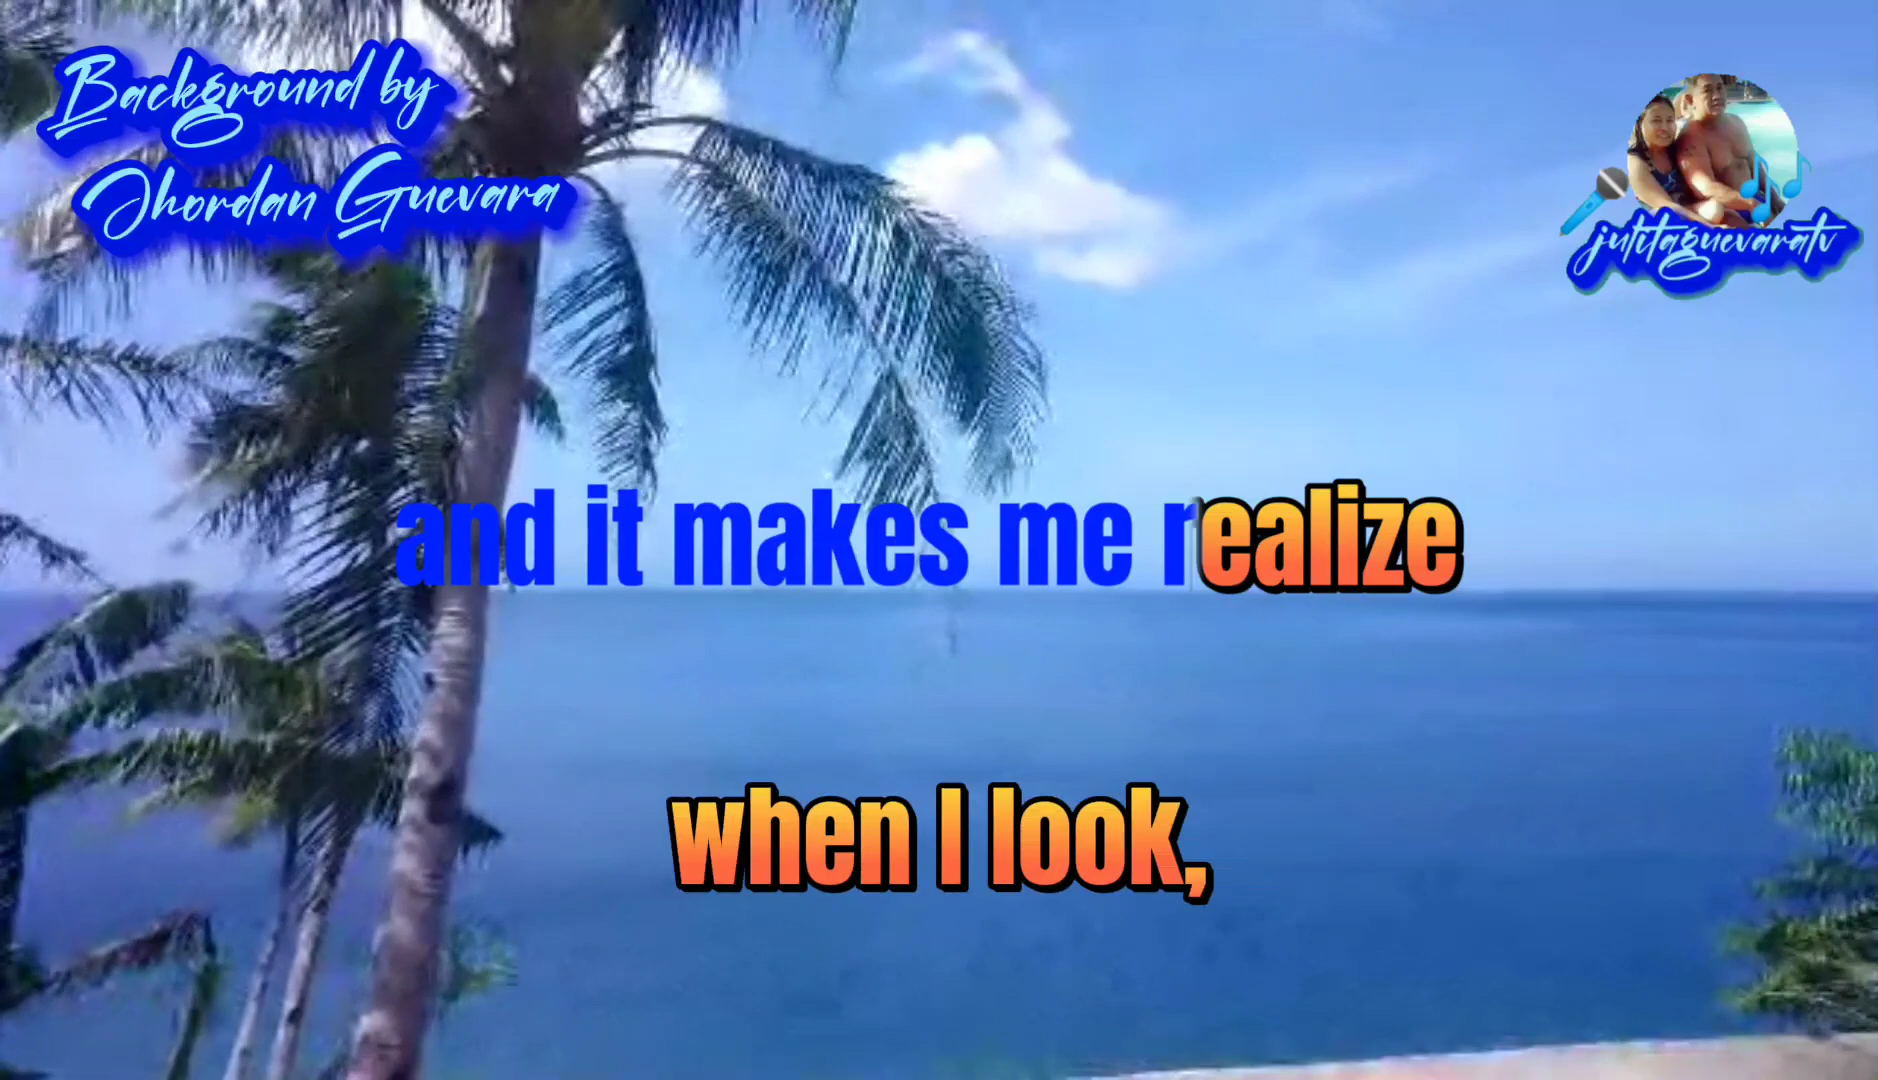 Background by
Jhordan Guevara
julitaguevaratv
and it makes me realize
when I look,